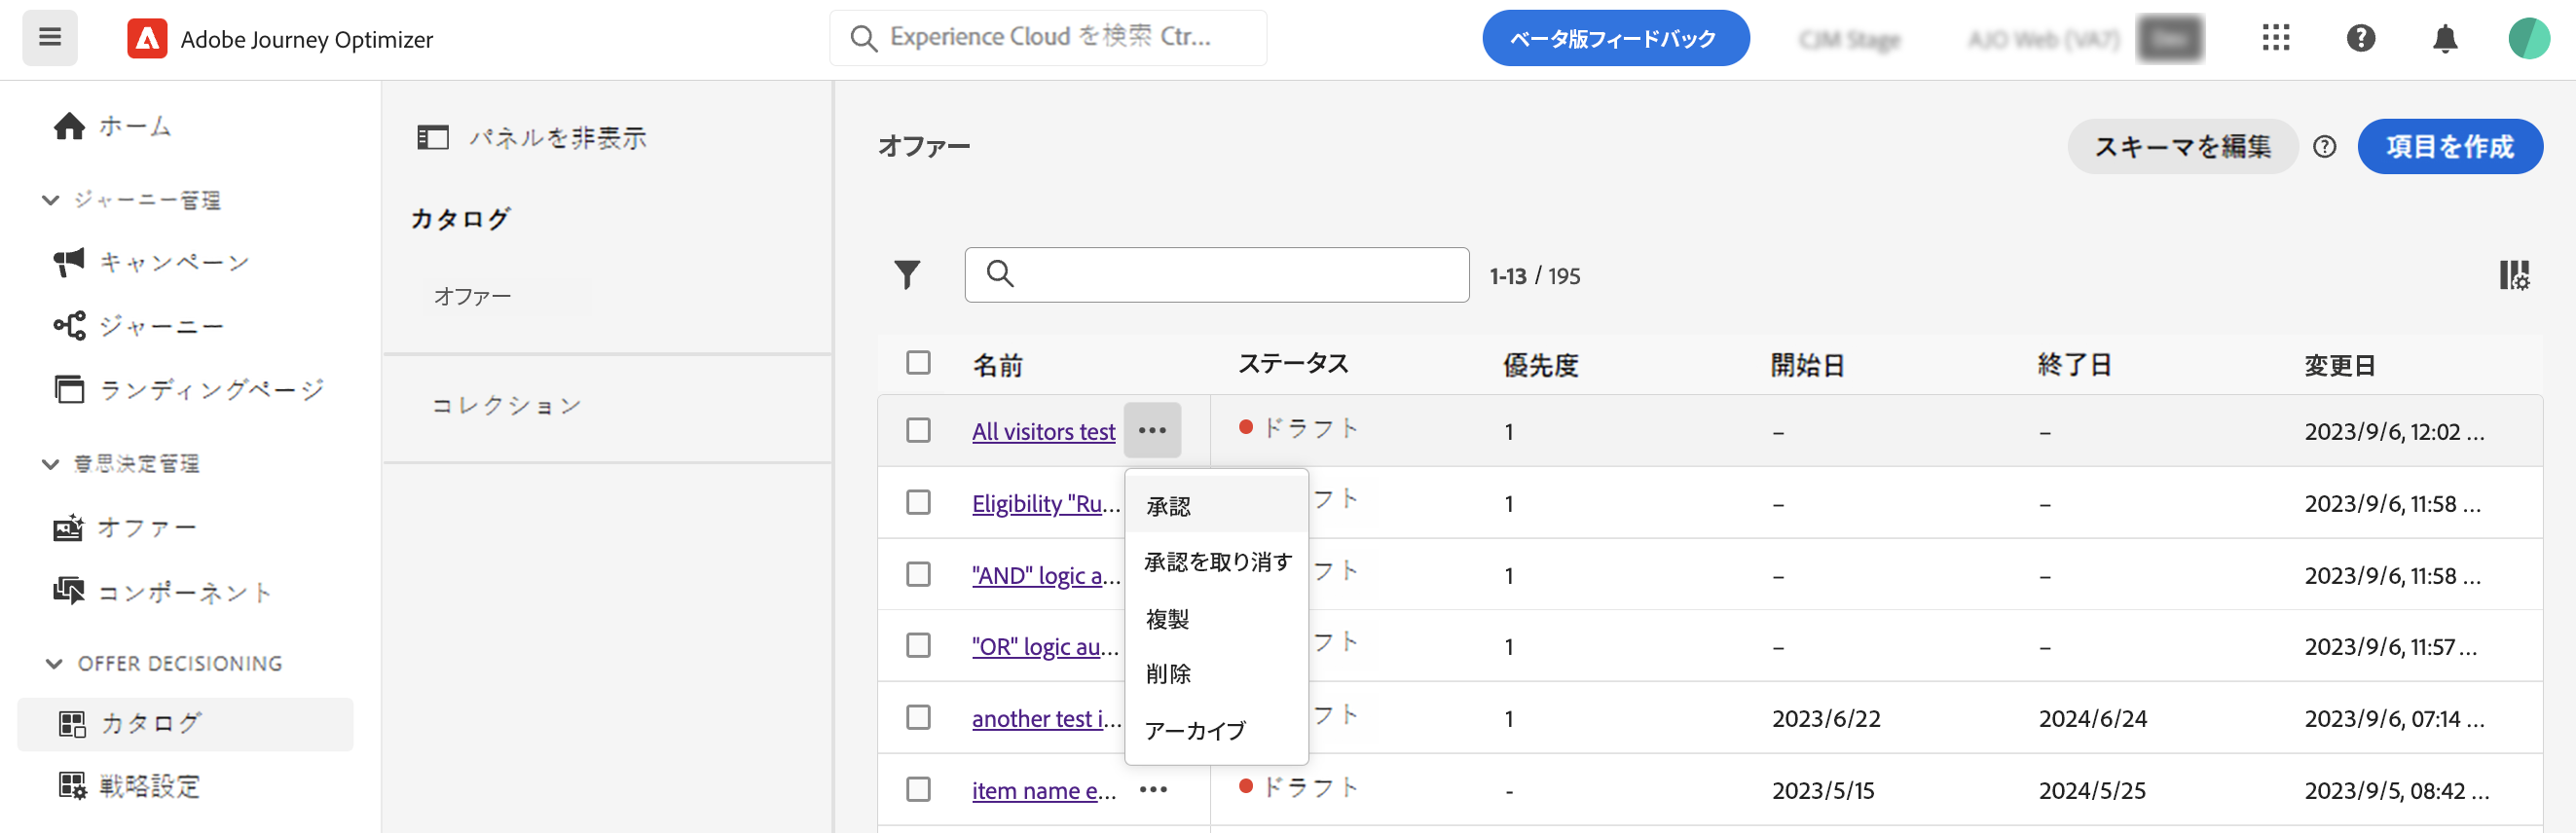 Adobe Journey Optimizer
Experience Cloud を検索 Ctr...
ベータ版フィードバック
CJM Stage
AJO Web (VA7)
ホーム
ジャーニー管理
キャンペーン
ジャーニー
ランディングページ
意思決定管理
オファー
コンポーネント
OFFER DECISIONING
カタログ
戦略設定
パネルを非表示
カタログ
オファー
コレクション
オファー
スキーマを編集
項目を作成
1-13 / 195
名前 ステータス 優先度 開始日 終了日 変更日
All visitors test ドラフト 1 – – 2023/9/6, 12:02 ...
Eligibility "Ru... フト 1 – – 2023/9/6, 11:58 ...
"AND" logic a... フト 1 – – 2023/9/6, 11:58 ...
"OR" logic au... フト 1 – – 2023/9/6, 11:57 ...
another test i... フト 1 2023/6/22 2024/6/24 2023/9/6, 07:14 ...
item name e... ドラフト - 2023/5/15 2024/5/25 2023/9/5, 08:42 ...
承認
承認を取り消す
複製
削除
アーカイブ